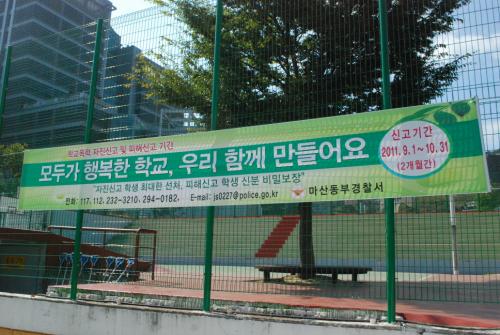 학교폭력 자진신고 및 피해신고 기간
모두가 행복한 학교, 우리 함께 만들어요
"자진신고 학생 최대한 선처, 피해신고 학생 신분 비밀보장"
전화: 117, 112, 232-3210, 294-0182, E-mail: js0227@police.go.kr
마산동부경찰서
신고기간
2011. 9.1 ~ 10.31
(2개월간)